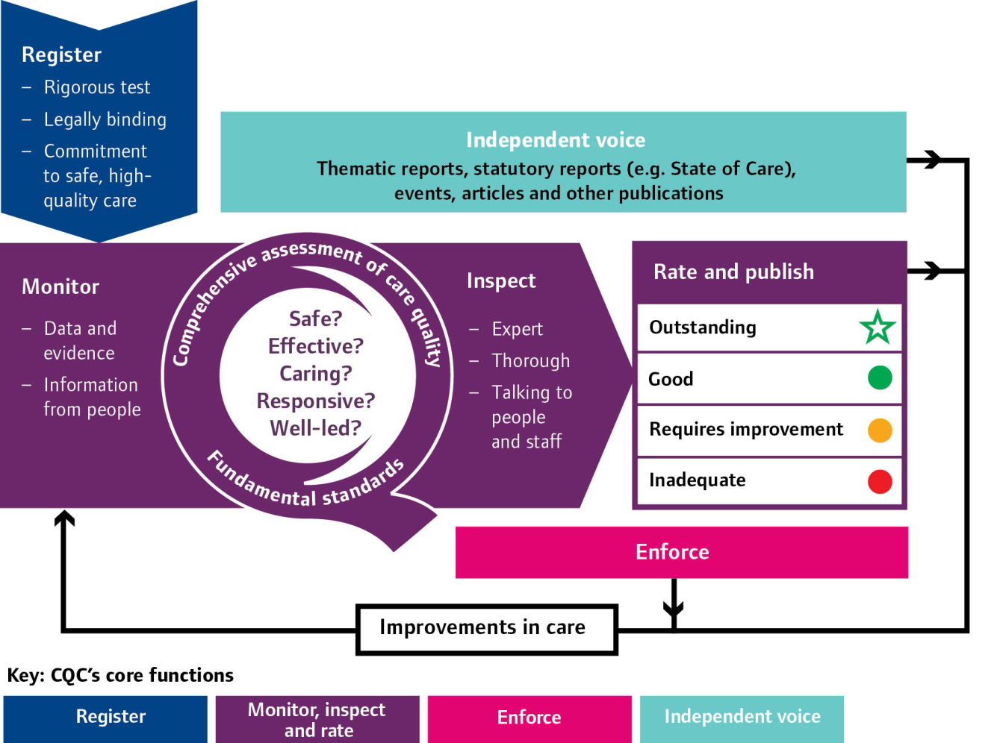 Register
– Rigorous test
– Legally binding
– Commitment
to safe, high-
quality care
Independent voice
Thematic reports, statutory reports (e.g. State of Care),
events, articles and other publications
Monitor
– Data and
evidence
– Information
from people
Comprehensive assessment of care quality
Safe?
Effective?
Caring?
Responsive?
Well-led?
Fundamental standards
Inspect
– Expert
– Thorough
– Talking to
people
and staff
Rate and publish
Outstanding
Good
Requires improvement
Inadequate
Enforce
Improvements in care
Key: CQC’s core functions
Register
Monitor, inspect
and rate
Enforce
Independent voice